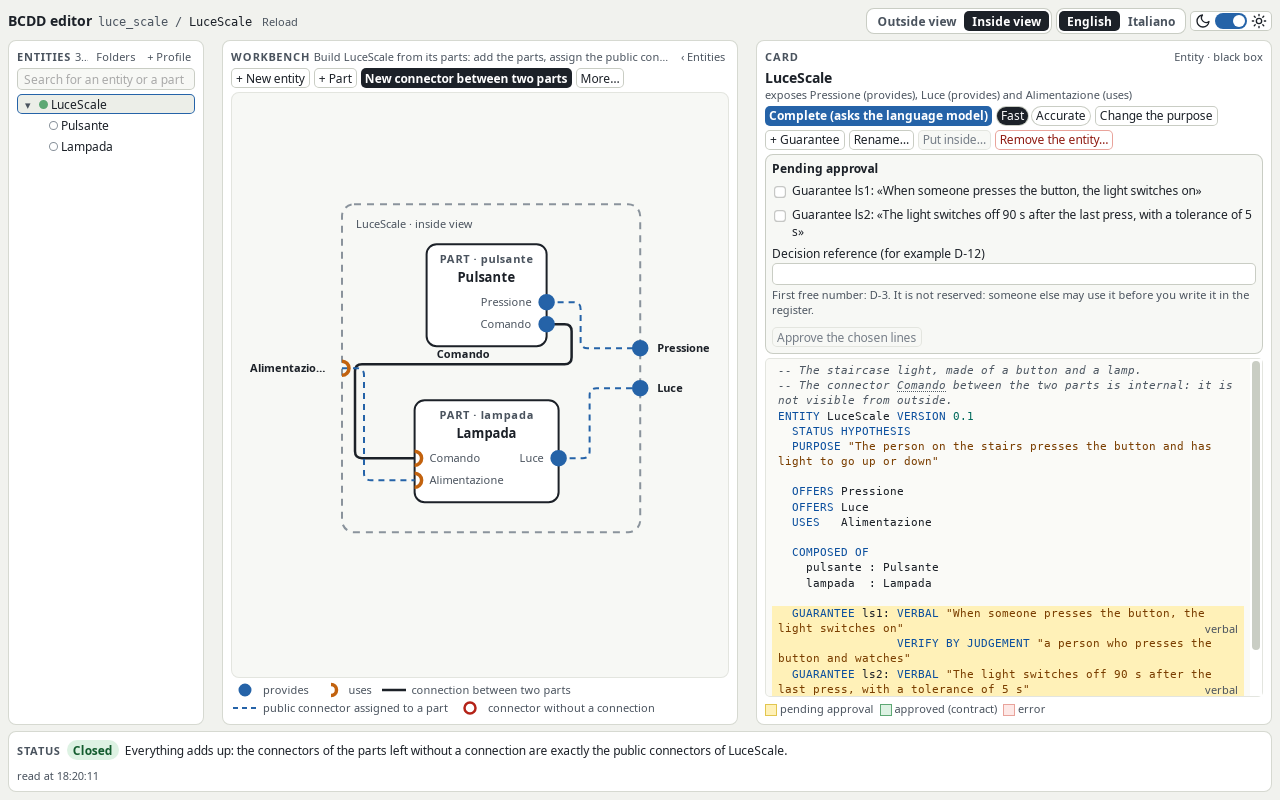 BCDD editor luce_scale / LuceScale Reload
Outside view Inside view English Italiano
ENTITIES 3… Folders + Profile
Search for an entity or a part
▾ LuceScale
Pulsante
Lampada
WORKBENCH Build LuceScale from its parts: add the parts, assign the public con… ‹ Entities
+ New entity + Part New connector between two parts More…
LuceScale · inside view
PART · pulsante
Pulsante
Pressione
Comando
Comando
Alimentazio…
Pressione
Luce
PART · lampada
Lampada
Comando Luce
Alimentazione
provides uses connection between two parts
public connector assigned to a part connector without a connection
CARD Entity · black box
LuceScale
exposes Pressione (provides), Luce (provides) and Alimentazione (uses)
Complete (asks the language model) Fast Accurate Change the purpose
+ Guarantee Rename… Put inside… Remove the entity…
Pending approval
Guarantee ls1: «When someone presses the button, the light switches on»
Guarantee ls2: «The light switches off 90 s after the last press, with a tolerance of 5
s»
Decision reference (for example D-12)
First free number: D-3. It is not reserved: someone else may use it before you write it in the
register.
Approve the chosen lines
-- The staircase light, made of a button and a lamp.
-- The connector Comando between the two parts is internal: it is
not visible from outside.
ENTITY LuceScale VERSION 0.1
STATUS HYPOTHESIS
PURPOSE "The person on the stairs presses the button and has
light to go up or down"
OFFERS Pressione
OFFERS Luce
USES Alimentazione
COMPOSED OF
pulsante : Pulsante
lampada : Lampada
GUARANTEE ls1: VERBAL "When someone presses the button, the
light switches on" verbal
VERIFY BY JUDGEMENT "a person who presses the
button and watches"
GUARANTEE ls2: VERBAL "The light switches off 90 s after the
last press, with a tolerance of 5 s" verbal
pending approval approved (contract) error
STATUS Closed Everything adds up: the connectors of the parts left without a connection are exactly the public connectors of LuceScale.
read at 18:20:11